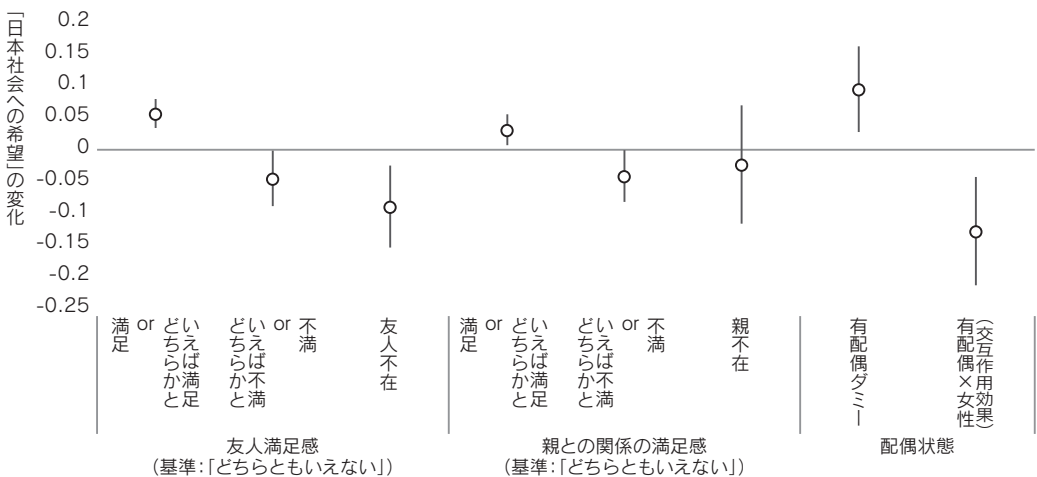 「日本社会への希望」の変化
0.2
0.15
0.1
0.05
0
-0.05
-0.1
-0.15
-0.2
-0.25
満足
or
どちらかと
いえば満足
どちらかと
いえば不満
or
不満
友人不在
満足
or
どちらかと
いえば満足
どちらかと
いえば不満
or
不満
親不在
有配偶ダミー
有配偶×女性
(交互作用効果)
友人満足感
(基準:「どちらともいえない」)
親との関係の満足感
(基準:「どちらともいえない」)
配偶状態